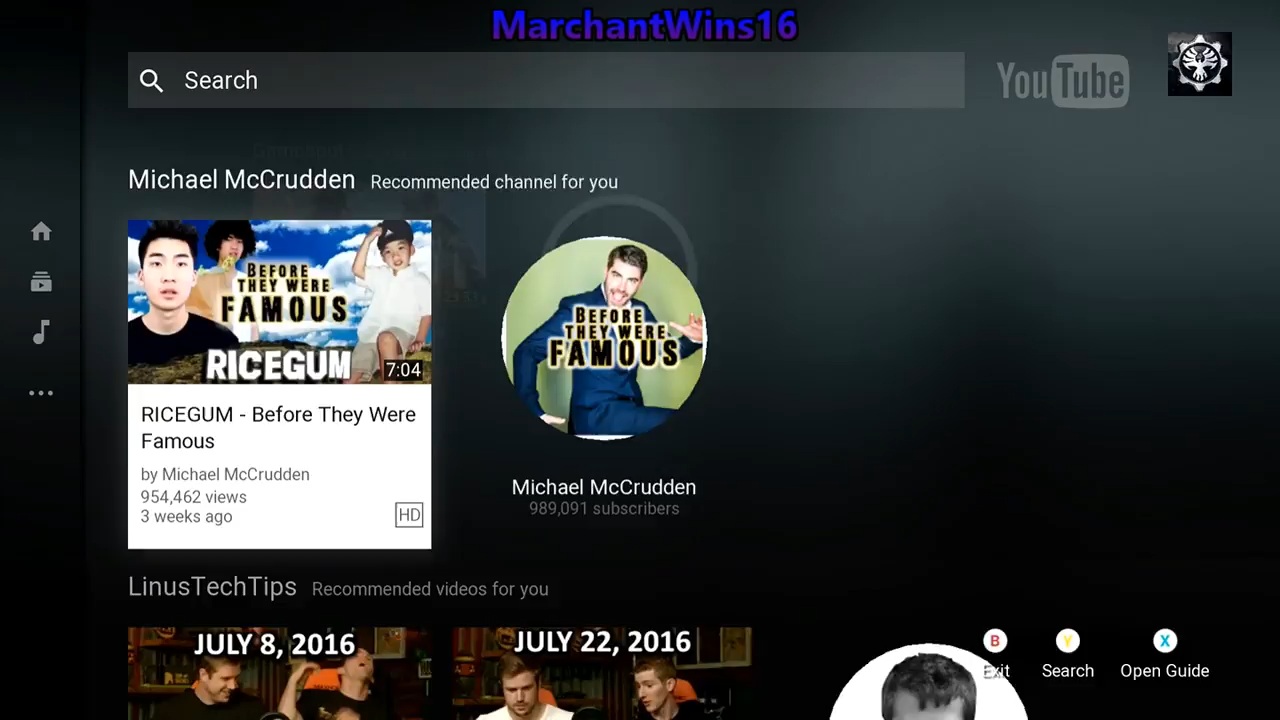 MarchantWins16
Search
YouTube
Michael McCrudden Recommended channel for you
BEFORE
THEY WERE
FAMOUS
RICEGUM
7:04
BEFORE
THEY WERE
FAMOUS
RICEGUM - Before They Were
Famous
by Michael McCrudden
954,462 views
3 weeks ago
HD
Michael McCrudden
989,091 subscribers
LinusTechTips Recommended videos for you
JULY 8, 2016
JULY 22, 2016
B Y X
Exit Search Open Guide